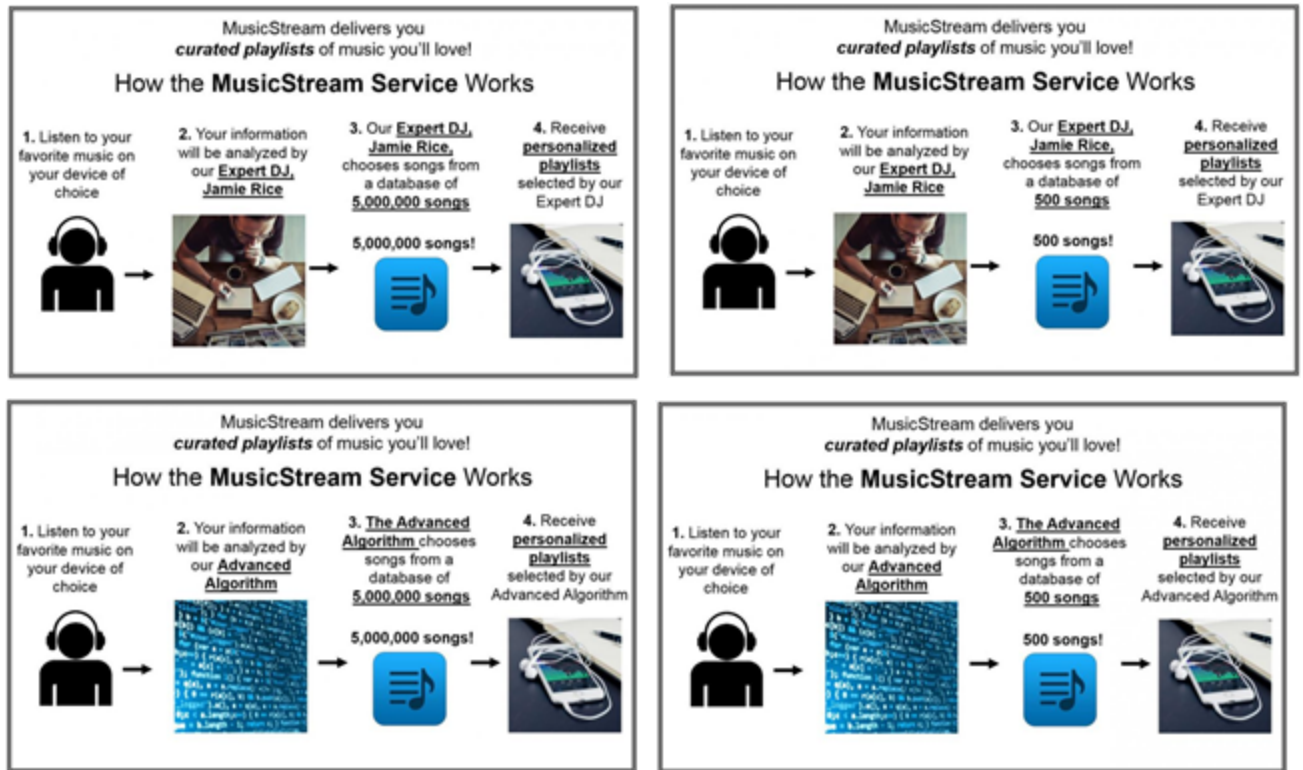 MusicStream delivers you
curated playlists of music you'll love!
How the MusicStream Service Works
1. Listen to your
favorite music on
your device of
choice
2. Your information
will be analyzed by
our Expert DJ,
Jamie Rice
3. Our Expert DJ,
Jamie Rice,
chooses songs from
a database of
5,000,000 songs
5,000,000 songs!
4. Receive
personalized
playlists
selected by our
Expert DJ
MusicStream delivers you
curated playlists of music you'll love!
How the MusicStream Service Works
1. Listen to your
favorite music on
your device of
choice
2. Your information
will be analyzed by
our Expert DJ,
Jamie Rice
3. Our Expert DJ,
Jamie Rice,
chooses songs from
a database of
500 songs
500 songs!
4. Receive
personalized
playlists
selected by our
Expert DJ
MusicStream delivers you
curated playlists of music you'll love!
How the MusicStream Service Works
1. Listen to your
favorite music on
your device of
choice
2. Your information
will be analyzed by
our Advanced
Algorithm
3. The Advanced
Algorithm chooses
songs from a
database of
5,000,000 songs
5,000,000 songs!
4. Receive
personalized
playlists
selected by our
Advanced Algorithm
MusicStream delivers you
curated playlists of music you'll love!
How the MusicStream Service Works
1. Listen to your
favorite music on
your device of
choice
2. Your information
will be analyzed by
our Advanced
Algorithm
3. The Advanced
Algorithm chooses
songs from a
database of
500 songs
500 songs!
4. Receive
personalized
playlists
selected by our
Advanced Algorithm